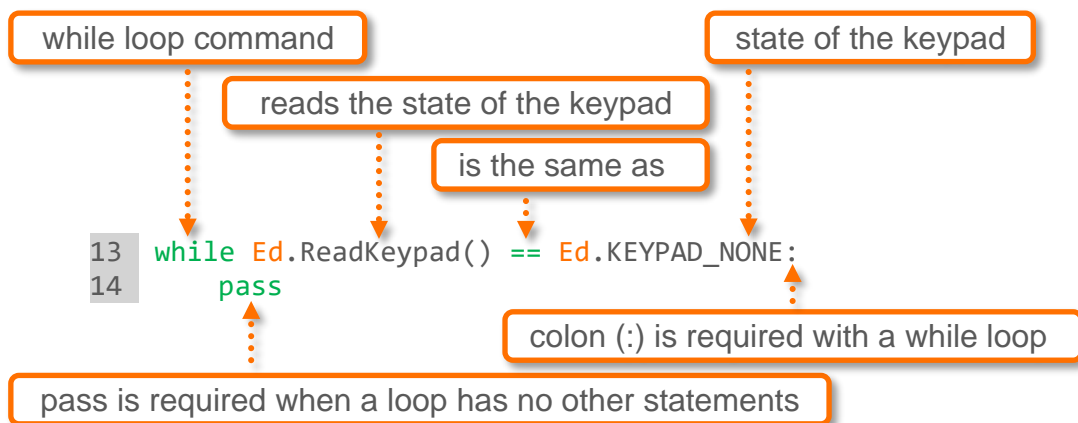 while loop command
state of the keypad
reads the state of the keypad
is the same as
13 while Ed.ReadKeypad() == Ed.KEYPAD_NONE:
14 pass
colon (:) is required with a while loop
pass is required when a loop has no other statements